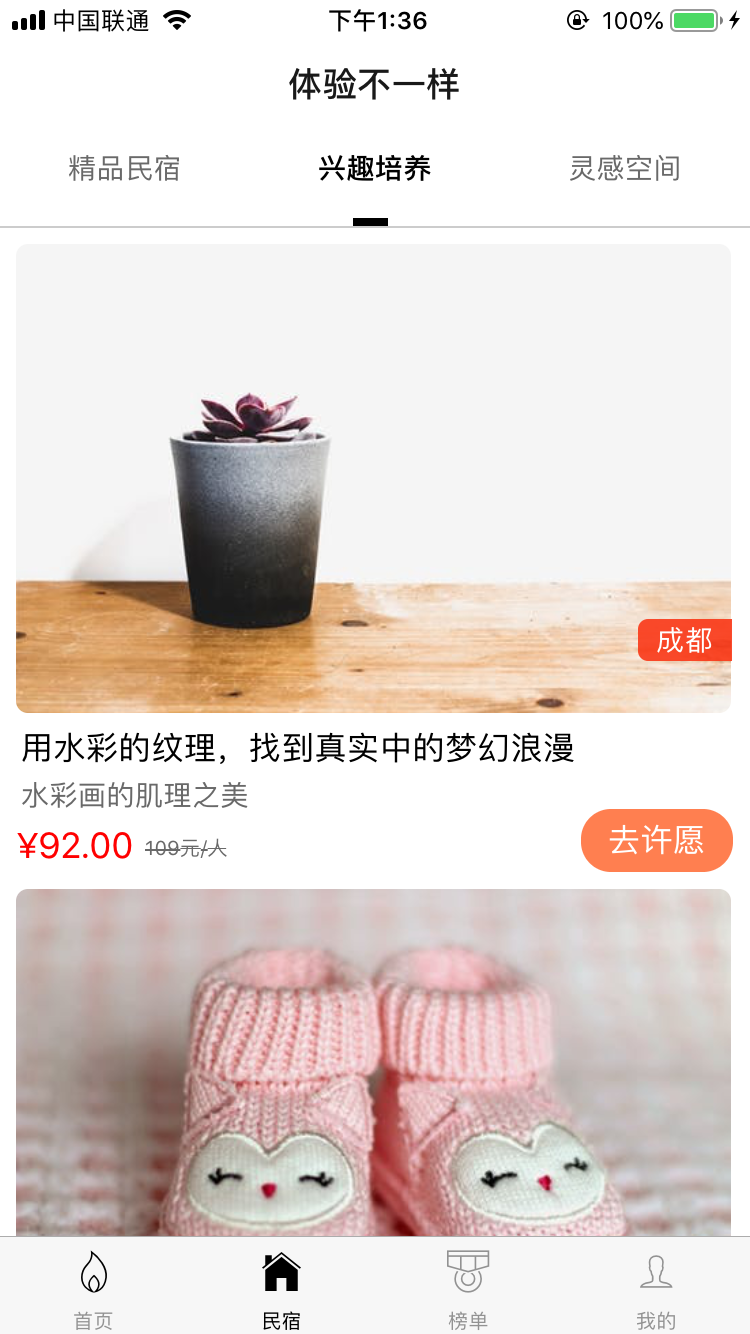 中国联通 下午1:36 100%
体验不一样
精品民宿 兴趣培养 灵感空间
成都
用水彩的纹理，找到真实中的梦幻浪漫
水彩画的肌理之美
¥92.00 109元/人 去许愿
首页 民宿 榜单 我的